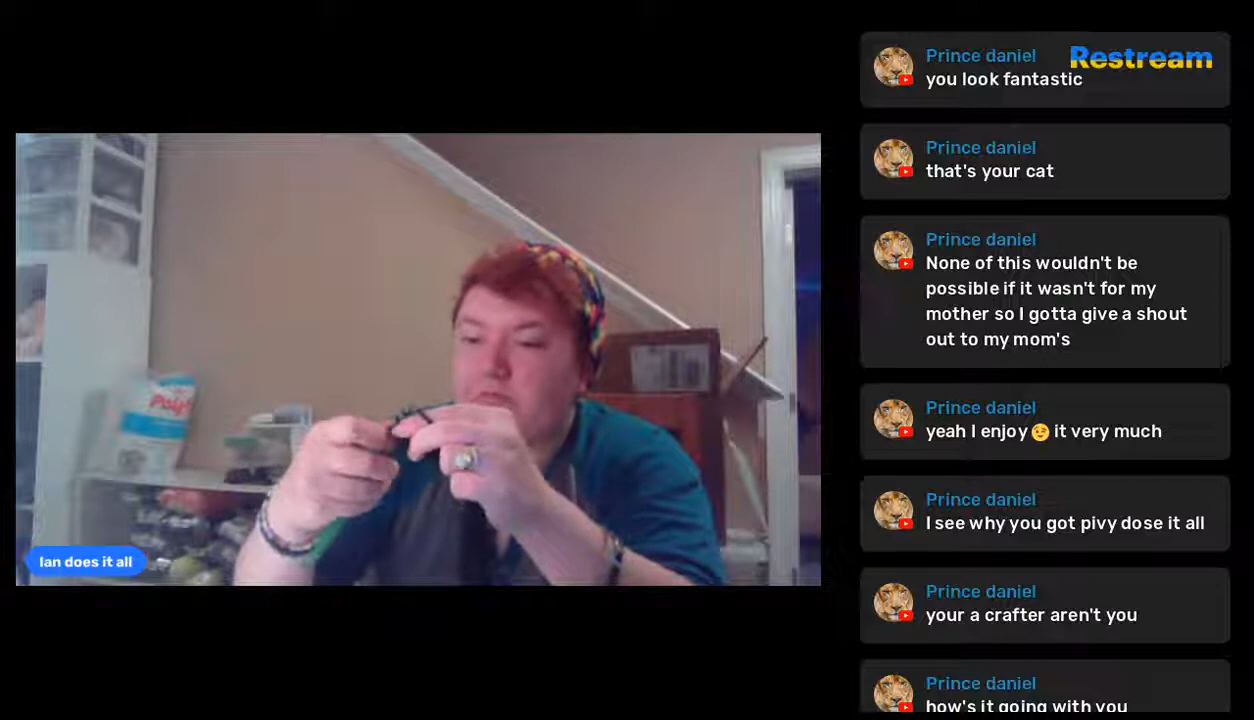 Restream
Prince daniel
you look fantastic
Prince daniel
that's your cat
Prince daniel
None of this wouldn't be
possible if it wasn't for my
mother so I gotta give a shout
out to my mom's
Prince daniel
yeah I enjoy😉it very much
Prince daniel
I see why you got pivy dose it all
Prince daniel
your a crafter aren't you
Prince daniel
how's it going with you
Ian does it all